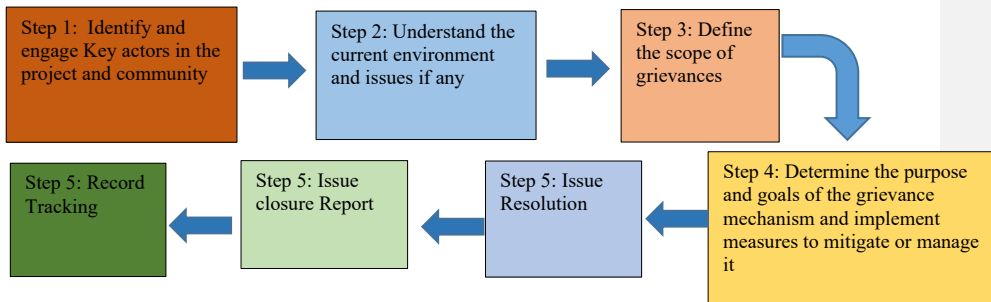 Step 1:  Identify and
engage Key actors in the
project and community
Step 2: Understand the
current environment
and issues if any
Step 3: Define
the scope of
grievances
Step 4: Determine the purpose
and goals of the grievance
mechanism and implement
measures to mitigate or manage
it
Step 5: Issue
Resolution
Step 5: Issue
closure Report
Step 5: Record
Tracking